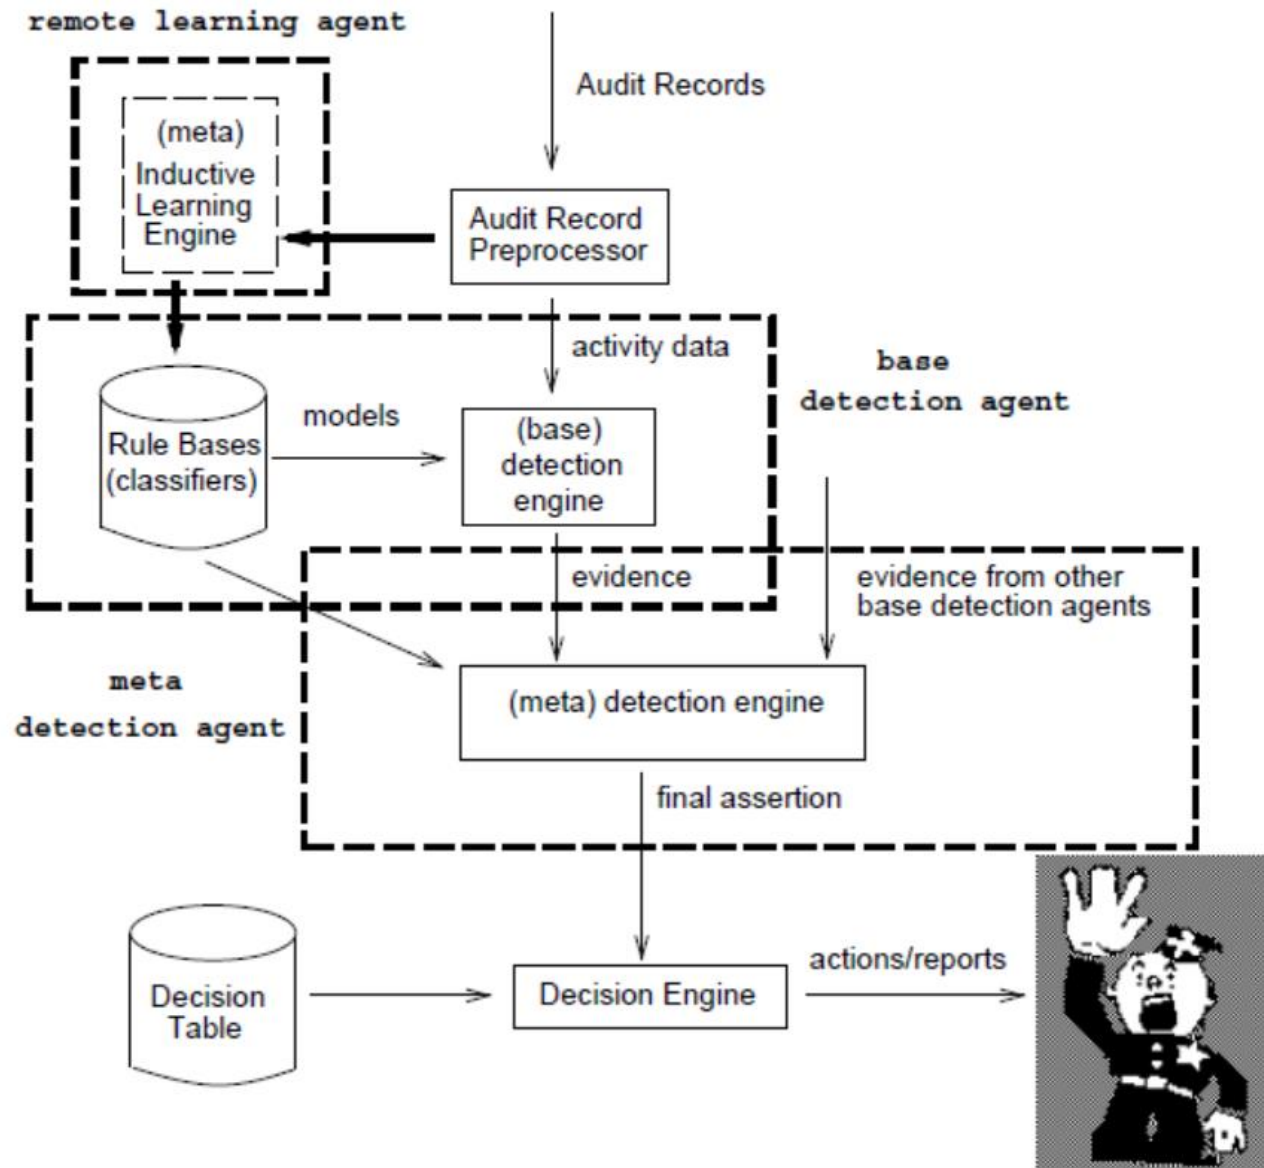 remote learning agent
Audit Records
(meta)
Inductive
Learning
Engine
Audit Record
Preprocessor
activity data
base
detection agent
models
Rule Bases
(classifiers)
(base)
detection
engine
evidence
evidence from other
base detection agents
meta
detection agent
(meta) detection engine
final assertion
Decision
Table
Decision Engine
actions/reports